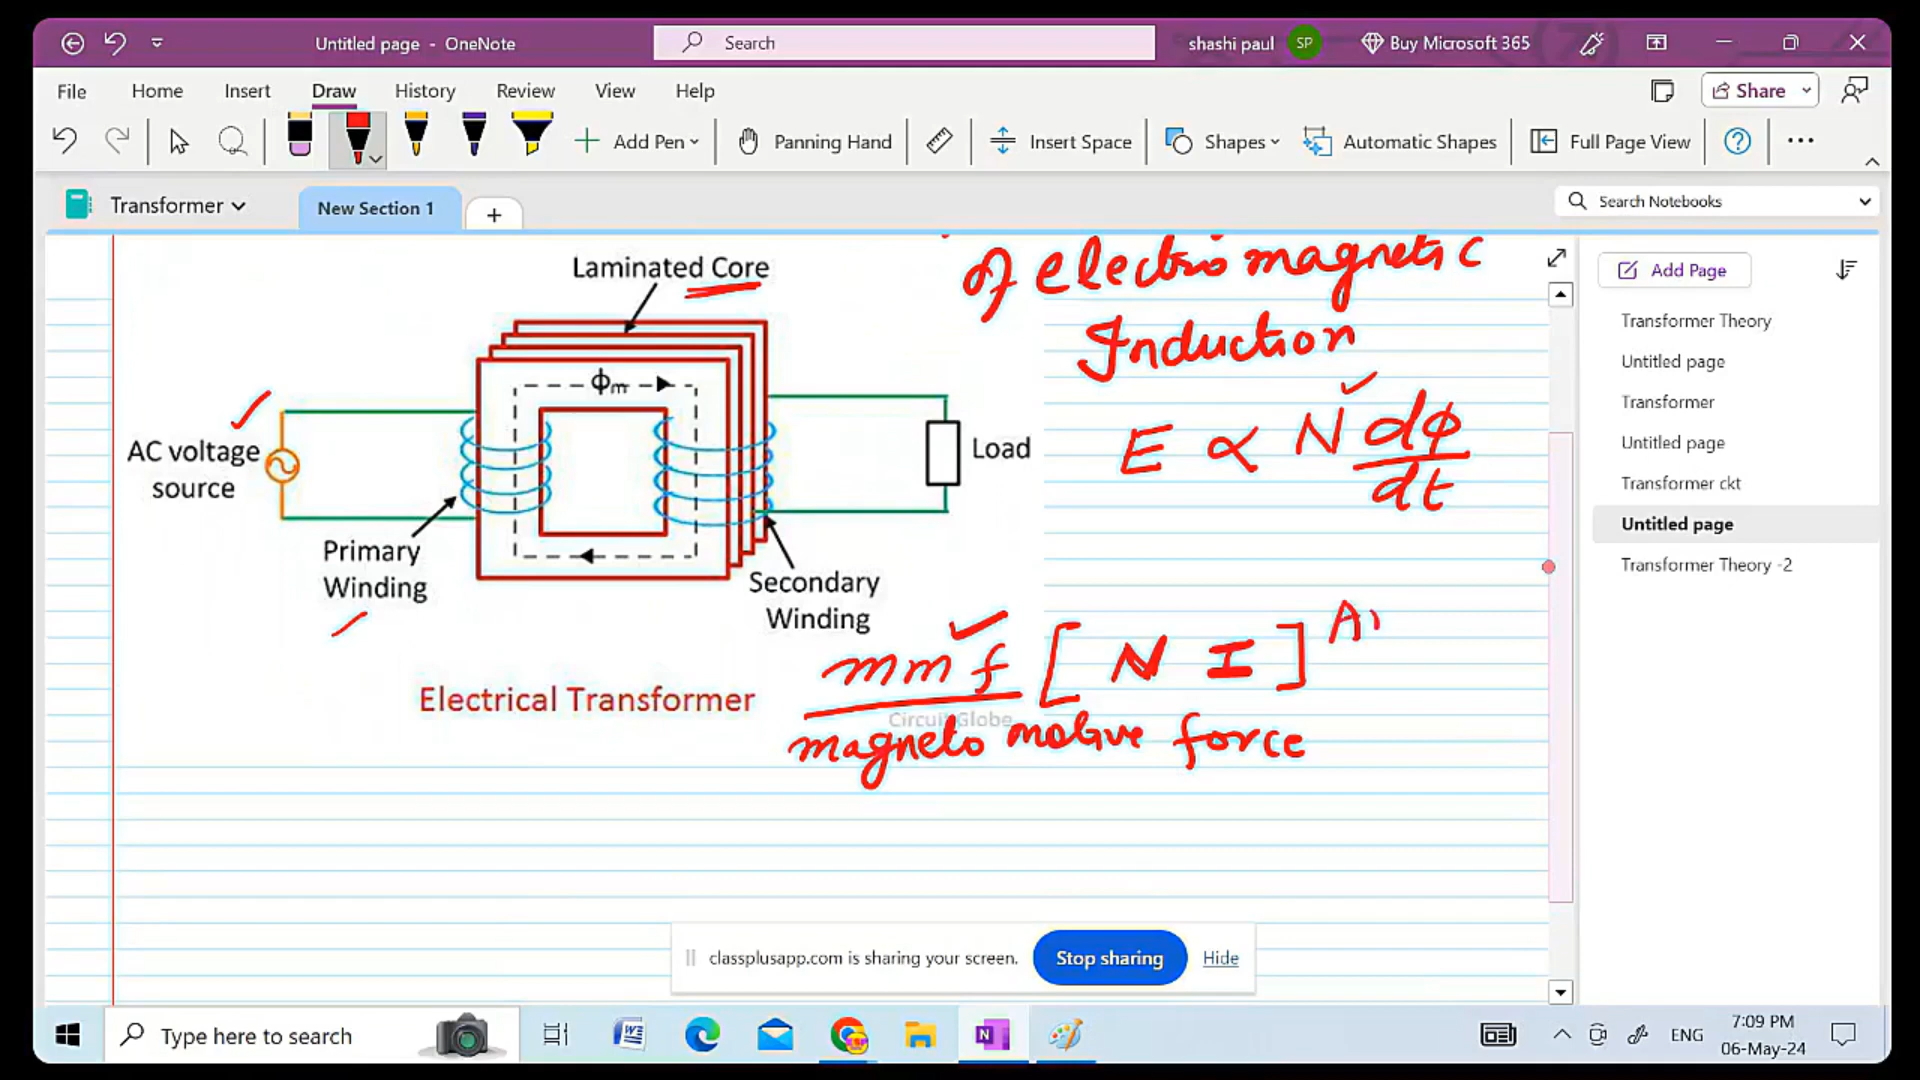 Untitled page - OneNote
Search
shashi paul
SP
Buy Microsoft 365
File Home Insert Draw History Review View Help
Share
Add Pen
Panning Hand
Insert Space
Shapes
Automatic Shapes
Full Page View
Transformer
New Section 1
Search Notebooks
Add Page
Transformer Theory
Untitled page
Transformer
Untitled page
Transformer ckt
Untitled page
Transformer Theory -2
Laminated Core
of electro magnetic
Induction
ϕm
AC voltage
source
Load
E ∝ N dϕ/dt
Primary
Winding
Secondary
Winding
mmf [ N I ]
Electrical Transformer
Circuit Globe
magneto motive force
classplusapp.com is sharing your screen.
Stop sharing
Hide
Type here to search
ENG
7:09 PM
06-May-24